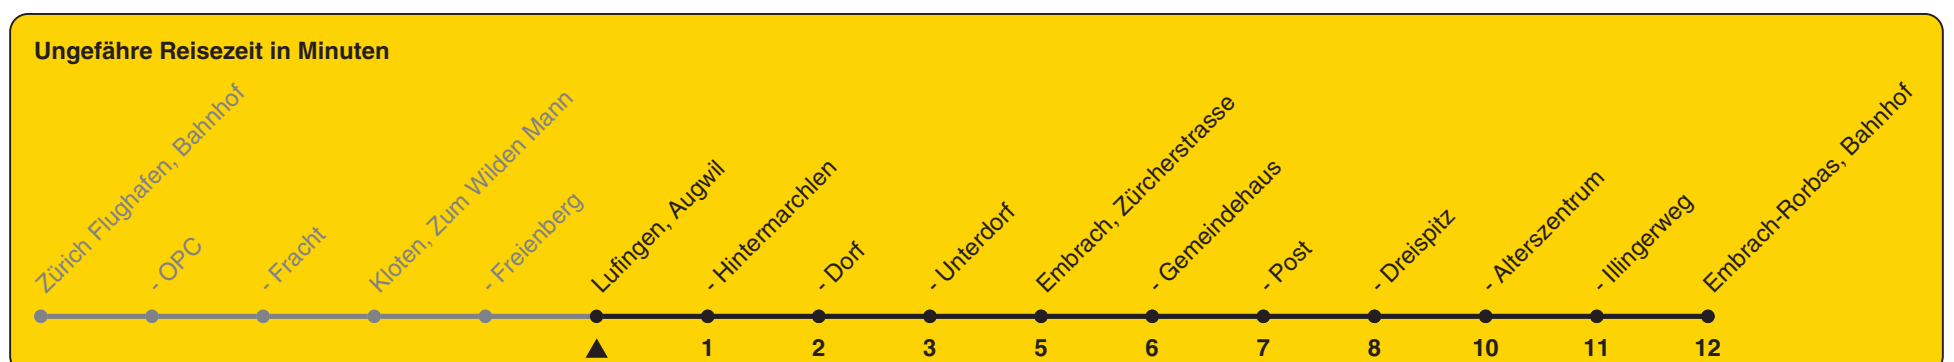 Ungefähre Reisezeit in Minuten
Zürich Flughafen, Bahnhof
- OPC
- Fracht
Kloten, Zum Wilden Mann
- Freienberg
Lufingen, Augwil
- Hintermarchlen
- Dorf
- Unterdorf
Embrach, Zürcherstrasse
- Gemeindehaus
- Post
- Dreispitz
- Alterszentrum
- Illingerweg
Embrach-Rorbas, Bahnhof
1 2 3 5 6 7 8 10 11 12